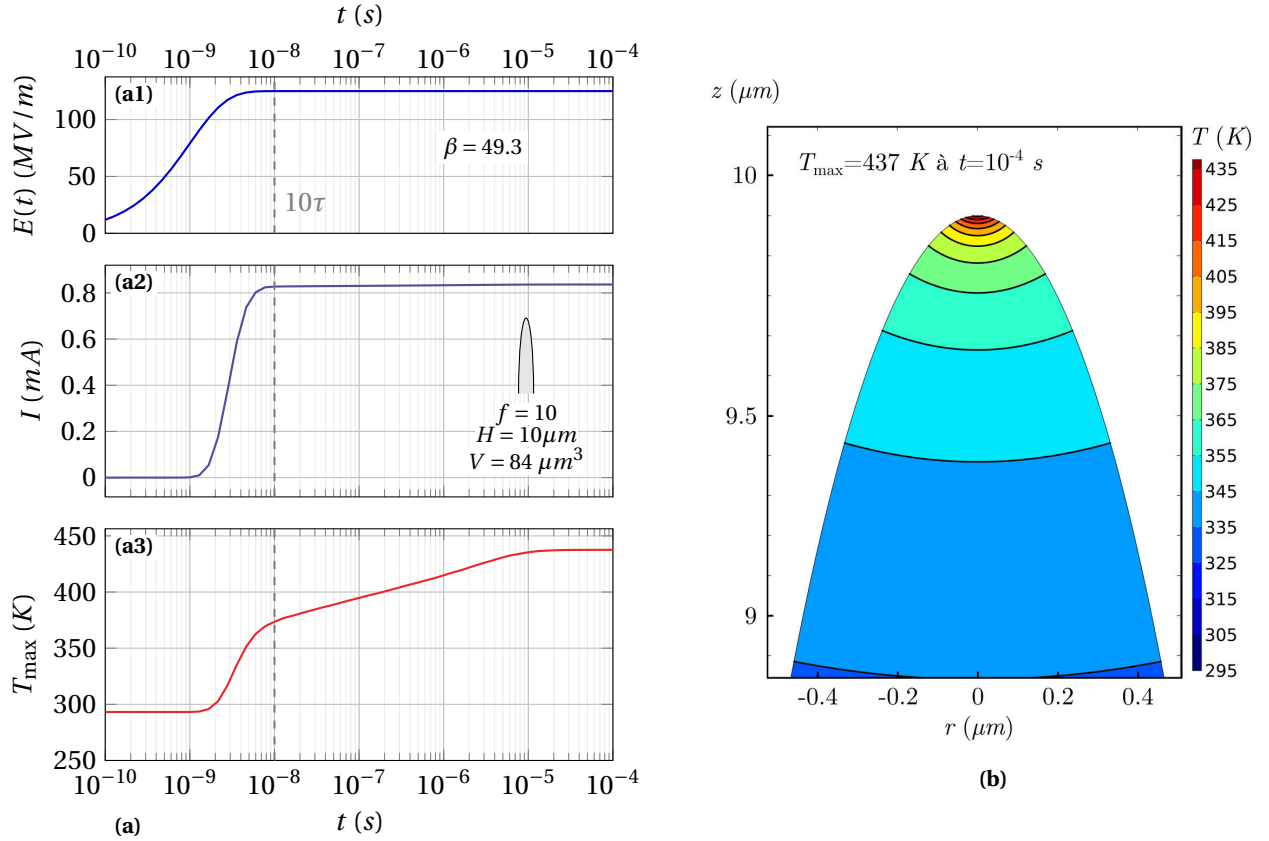 t (s)
10⁻¹⁰ 10⁻⁹ 10⁻⁸ 10⁻⁷ 10⁻⁶ 10⁻⁵ 10⁻⁴
E(t) (MV/m)
(a1)
100
50
0
β = 49.3
10τ
I (mA)
(a2)
0.8
0.6
0.4
0.2
0
f = 10
H = 10μm
V = 84 μm³
T_max (K)
(a3)
450
400
350
300
250
10⁻¹⁰ 10⁻⁹ 10⁻⁸ 10⁻⁷ 10⁻⁶ 10⁻⁵ 10⁻⁴
(a)
t (s)
z (μm)
T_max=437 K à t=10⁻⁴ s
10
9.5
9
-0.4 -0.2 0 0.2 0.4
r (μm)
T (K)
435
425
415
405
395
385
375
365
355
345
335
325
315
305
295
(b)